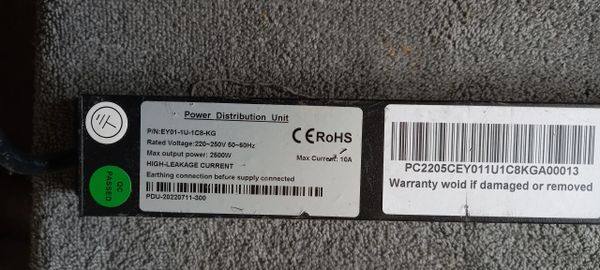 Power Distribution Unit
P/N:EY01-1U-1C8-KG
Rated Voltage:220~250V 50~60Hz
Max output power: 2500W
HIGH-LEAKAGE CURRENT
Earthing connection before supply connected
PDU-20220711-300
CE RoHS
Max Current: 10A
QC
PASSED
PC2205CEY011U1C8KGA00013
Warranty woid if damaged or removed